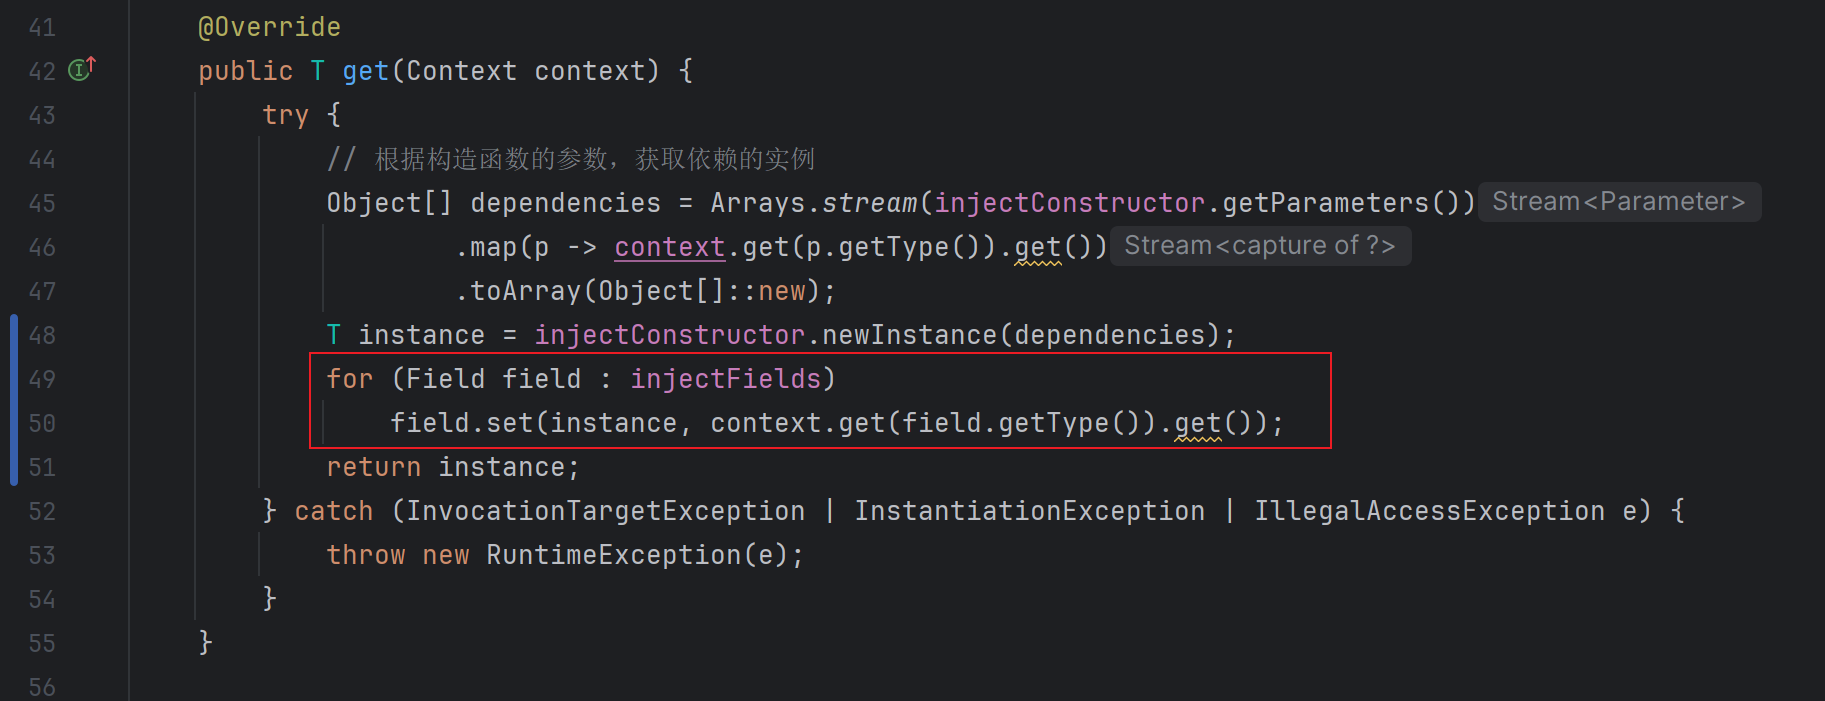 41 @Override
42 public T get(Context context) {
43 try {
44 // 根据构造函数的参数，获取依赖的实例
45 Object[] dependencies = Arrays.stream(injectConstructor.getParameters()) Stream<Parameter>
46 .map(p -> context.get(p.getType()).get()) Stream<capture of ?>
47 .toArray(Object[]::new);
48 T instance = injectConstructor.newInstance(dependencies);
49 for (Field field : injectFields)
50 field.set(instance, context.get(field.getType()).get());
51 return instance;
52 } catch (InvocationTargetException | InstantiationException | IllegalAccessException e) {
53 throw new RuntimeException(e);
54 }
55 }
56